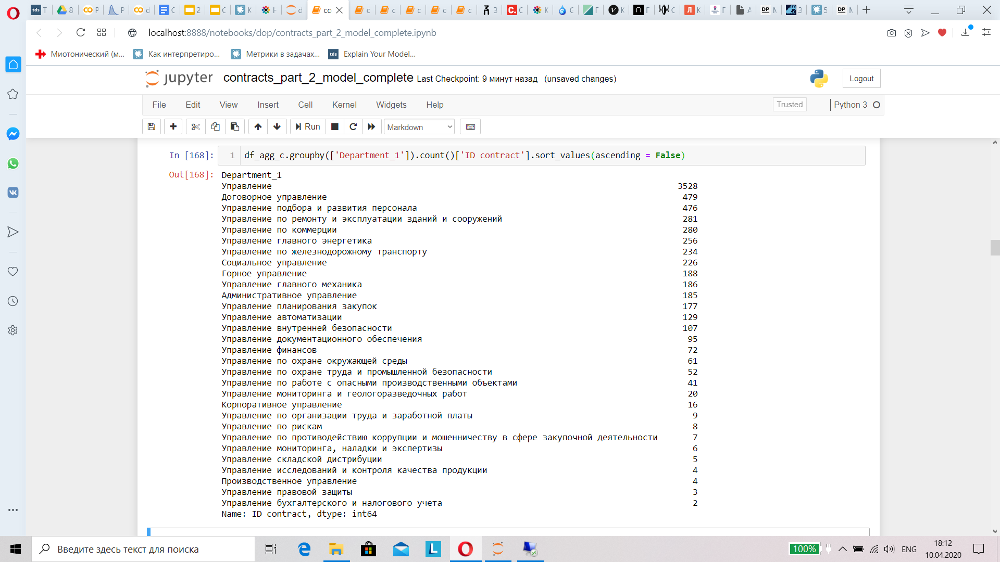 tds T
8
P
P
d
C
2
C
K
H
d
co
c
c
c
c
c
З
C
К
C
Г
К
Г
С
К
Г
А
DP
З
5
DP
localhost:8888/notebooks/dop/contracts_part_2_model_complete.ipynb
Миотонический (м...
Как интерпретиро...
Метрики в задачах...
tds Explain Your Model...
jupyter contracts_part_2_model_complete Last Checkpoint: 9 минут назад (unsaved changes)
Logout
File Edit View Insert Cell Kernel Widgets Help
Trusted
Python 3
Run
Markdown
In [168]: 1 df_agg_c.groupby(['Department_1']).count()['ID contract'].sort_values(ascending = False)
Out[168]: Department_1
Управление 3528
Договорное управление 479
Управление подбора и развития персонала 476
Управление по ремонту и эксплуатации зданий и сооружений 281
Управление по коммерции 280
Управление главного энергетика 256
Управление по железнодорожному транспорту 234
Социальное управление 226
Горное управление 188
Управление главного механика 186
Административное управление 185
Управление планирования закупок 177
Управление автоматизации 129
Управление внутренней безопасности 107
Управление документационного обеспечения 95
Управление финансов 72
Управление по охране окружающей среды 61
Управление по охране труда и промышленной безопасности 52
Управление по работе с опасными производственными объектами 41
Управление мониторинга и геологоразведочных работ 20
Корпоративное управление 16
Управление по организации труда и заработной платы 9
Управление по рискам 8
Управление по противодействию коррупции и мошенничеству в сфере закупочной деятельности 7
Управление мониторинга, наладки и экспертизы 6
Управление складской дистрибуции 5
Управление исследований и контроля качества продукции 4
Производственное управление 4
Управление правовой защиты 3
Управление бухгалтерского и налогового учета 2
Name: ID contract, dtype: int64
Введите здесь текст для поиска
100%
ENG
18:12
10.04.2020